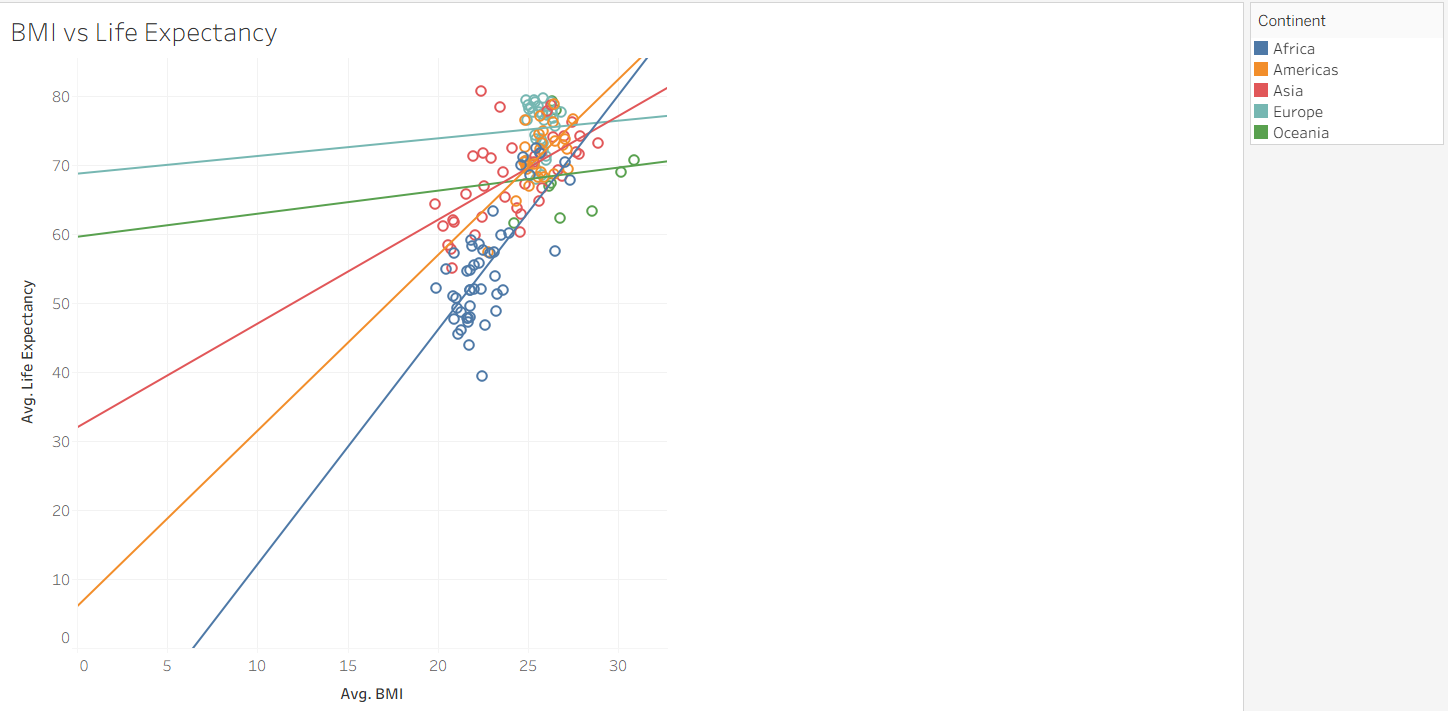 BMI vs Life Expectancy
Continent
Africa
Americas
Asia
Europe
Oceania
80
70
60
50
40
30
20
10
0
Avg. Life Expectancy
0 5 10 15 20 25 30
Avg. BMI